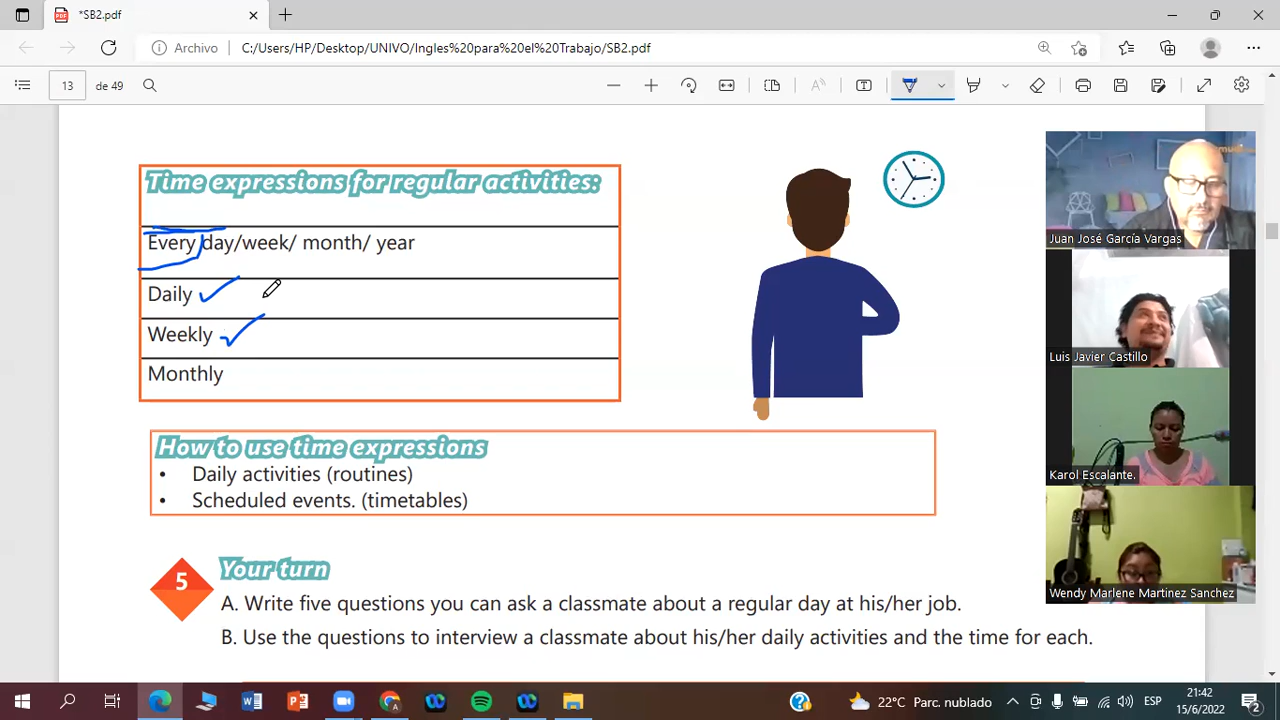 *SB2.pdf
Archivo
C:/Users/HP/Desktop/UNIVO/Ingles%20para%20el%20Trabajo/SB2.pdf
13
de 49
Time expressions for regular activities:
Every day/week/ month/ year
Daily
Weekly
Monthly
How to use time expressions
• Daily activities (routines)
• Scheduled events. (timetables)
5
Your turn
A. Write five questions you can ask a classmate about a regular day at his/her job.
B. Use the questions to interview a classmate about his/her daily activities and the time for each.
Juan José García Vargas
Luis Javier Castillo
Karol Escalante.
Wendy Marlene Martinez Sanchez
22°C Parc. nublado
ESP
21:42
15/6/2022
2